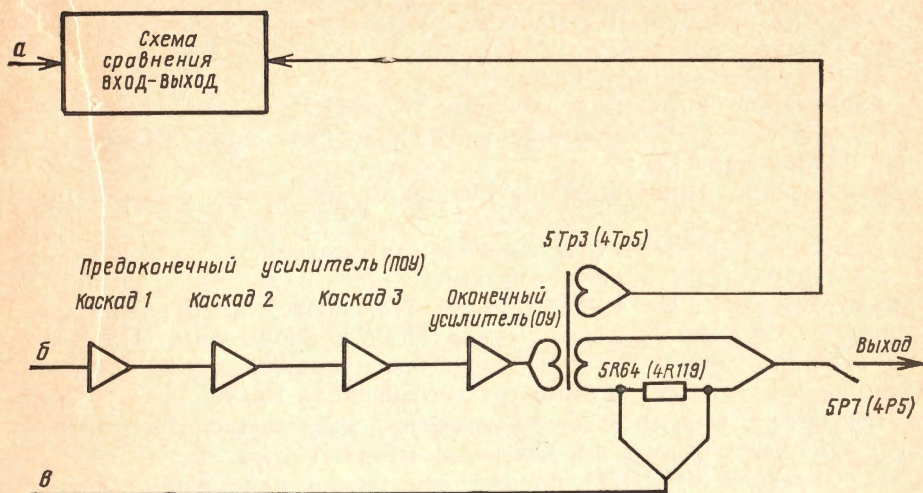 а
Схема
сравнения
вход-выход
5Тр3 (4Тр5)
Предоконечный усилитель (ПОУ)
Каскад 1 Каскад 2 Каскад 3
Оконечный
усилитель (ОУ)
б
5R64 (4R119)
Выход
5Р7 (4Р5)
в